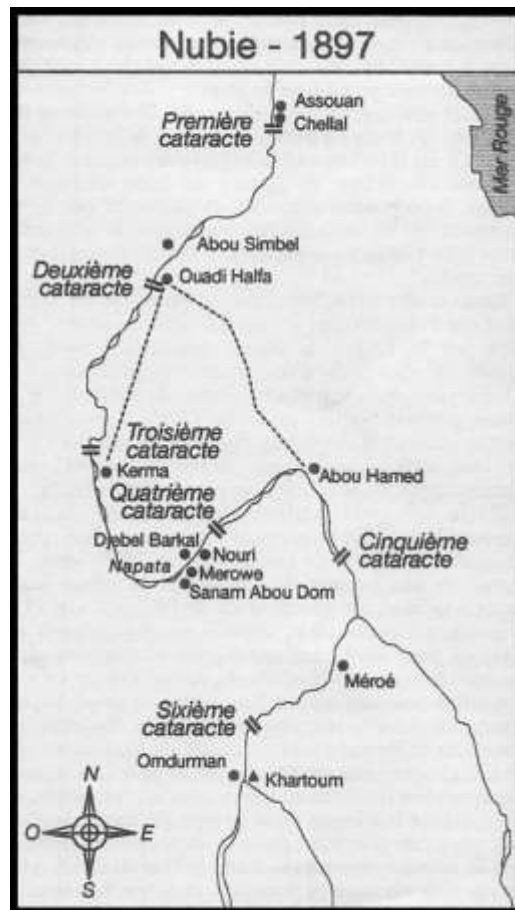 Nubie - 1897
Assouan
Chellal
Première
cataracte
Mer Rouge
Abou Simbel
Deuxième
cataracte
Ouadi Halfa
Troisième
cataracte
Kerma
Abou Hamed
Quatrième
cataracte
Djebel Barkal
Nouri
Cinquième
cataracte
Napata
Merowe
Sanam Abou Dom
Méroé
Sixième
cataracte
Omdurman
Khartoum
N
O
E
S